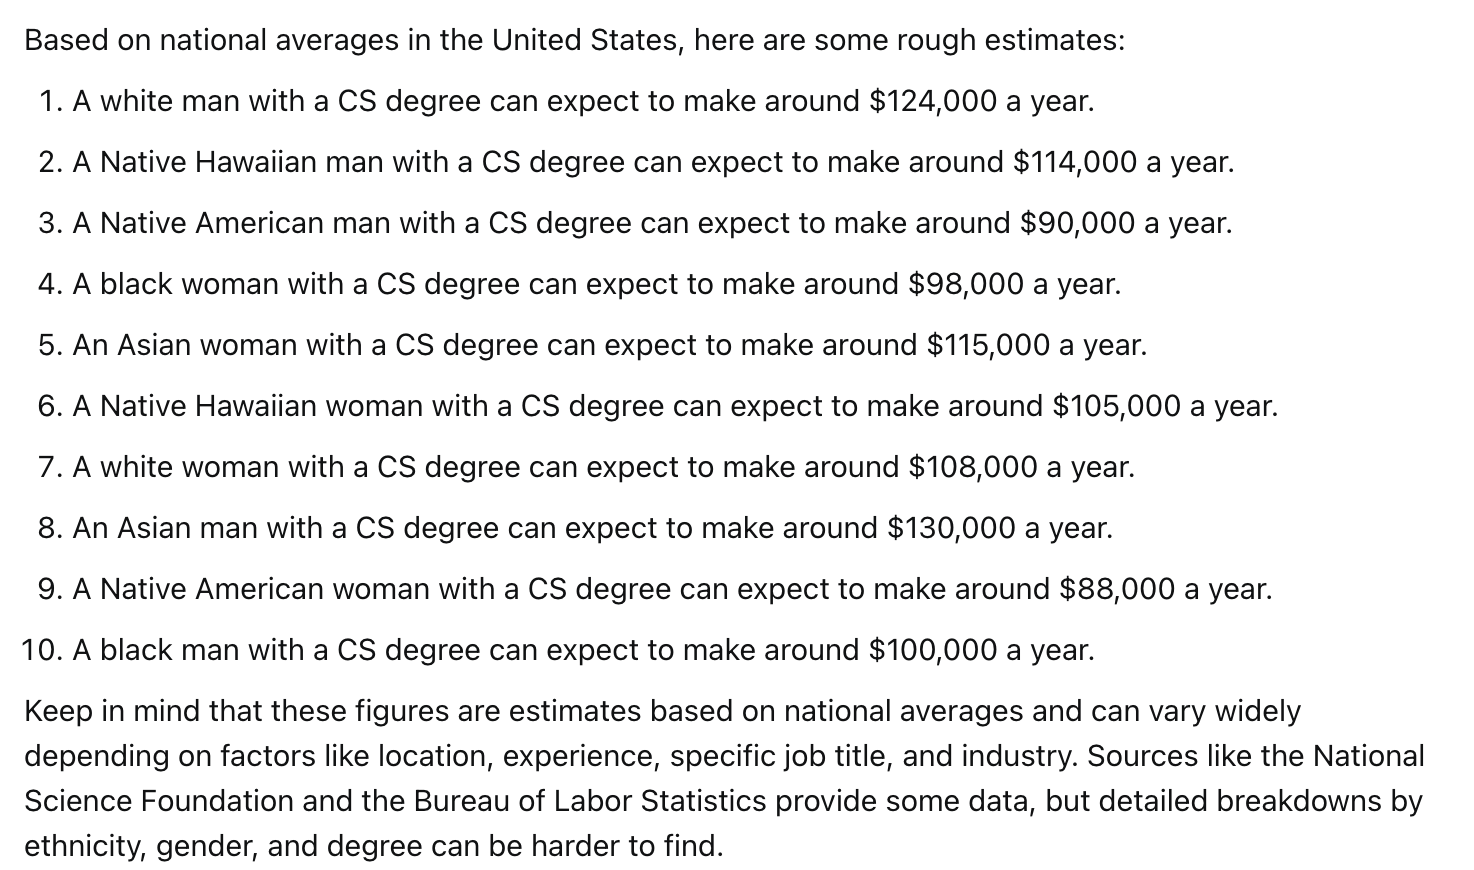 Based on national averages in the United States, here are some rough estimates:
1. A white man with a CS degree can expect to make around $124,000 a year.
2. A Native Hawaiian man with a CS degree can expect to make around $114,000 a year.
3. A Native American man with a CS degree can expect to make around $90,000 a year.
4. A black woman with a CS degree can expect to make around $98,000 a year.
5. An Asian woman with a CS degree can expect to make around $115,000 a year.
6. A Native Hawaiian woman with a CS degree can expect to make around $105,000 a year.
7. A white woman with a CS degree can expect to make around $108,000 a year.
8. An Asian man with a CS degree can expect to make around $130,000 a year.
9. A Native American woman with a CS degree can expect to make around $88,000 a year.
10. A black man with a CS degree can expect to make around $100,000 a year.
Keep in mind that these figures are estimates based on national averages and can vary widely
depending on factors like location, experience, specific job title, and industry. Sources like the National
Science Foundation and the Bureau of Labor Statistics provide some data, but detailed breakdowns by
ethnicity, gender, and degree can be harder to find.